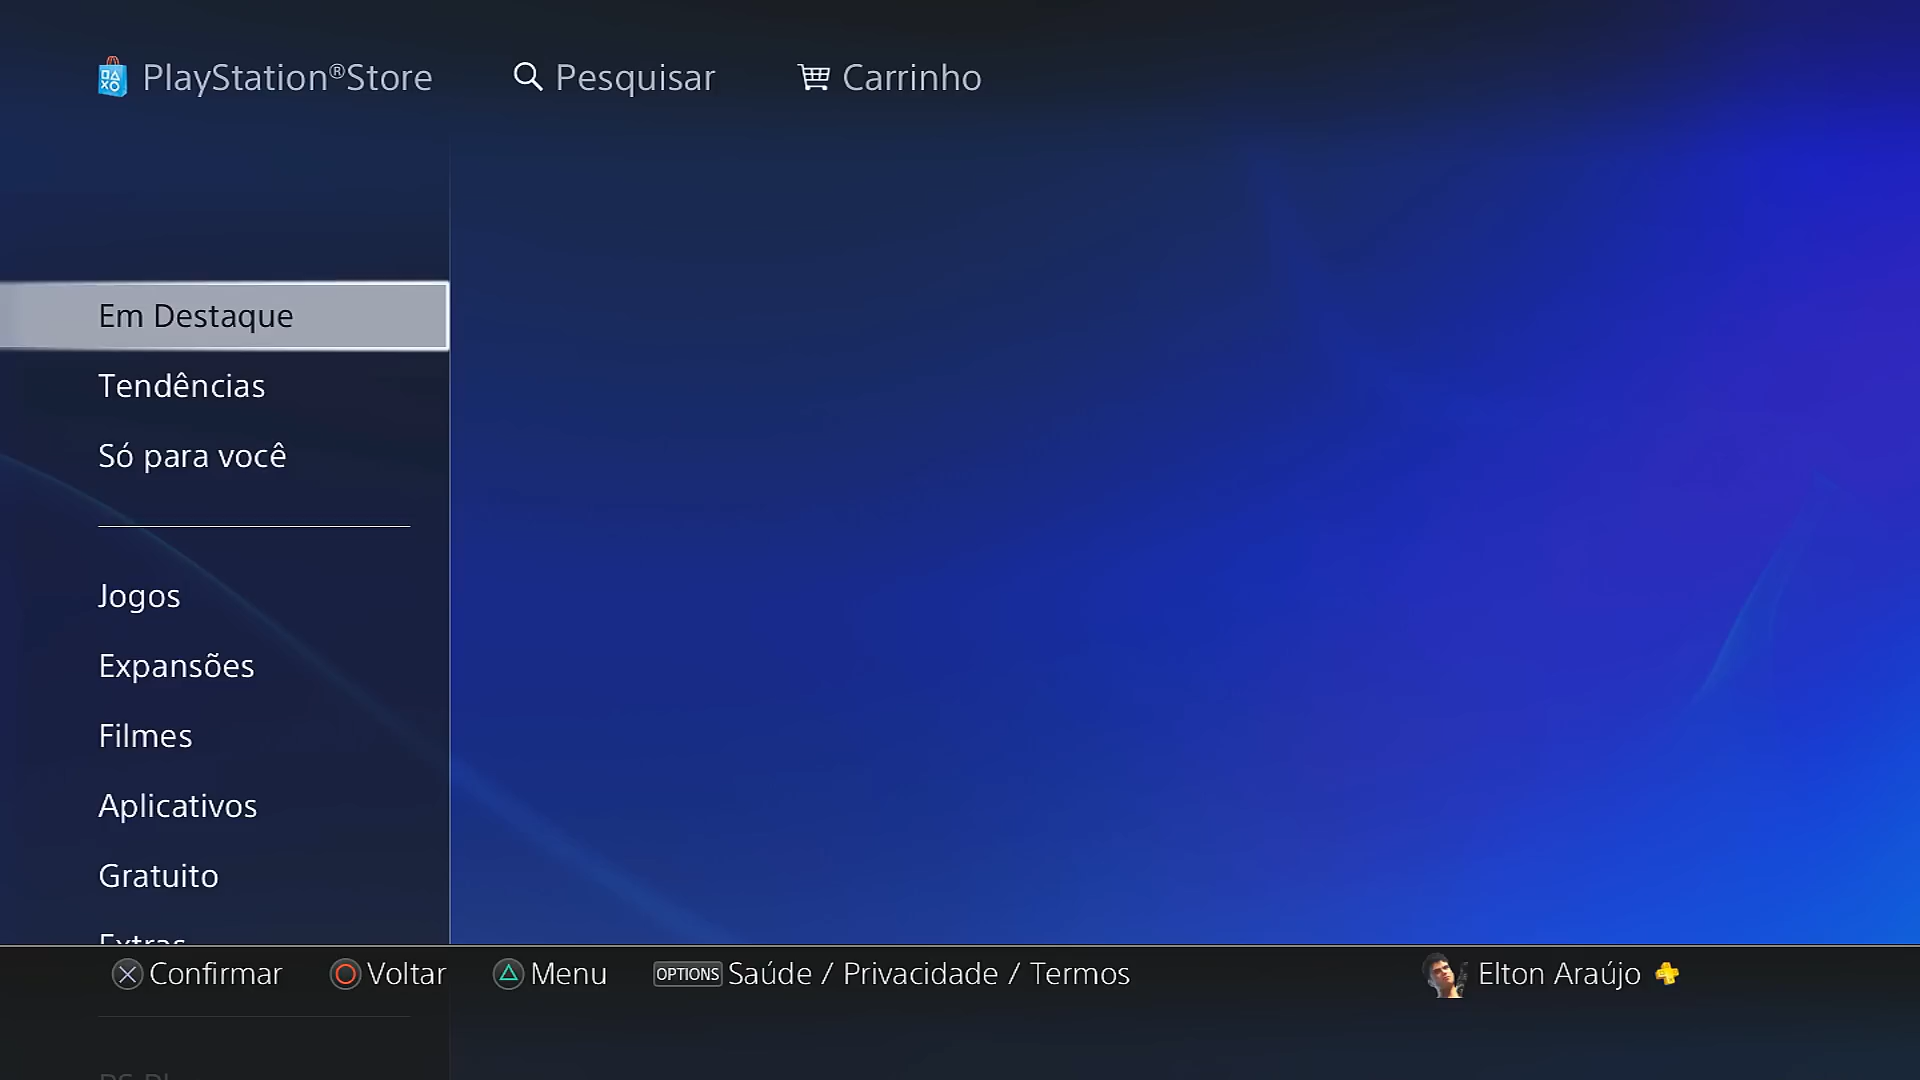 PlayStation®Store
Pesquisar
Carrinho
Em Destaque
Tendências
Só para você
Jogos
Expansões
Filmes
Aplicativos
Gratuito
Extras
Confirmar
Voltar
Menu
OPTIONS Saúde / Privacidade / Termos
Elton Araújo